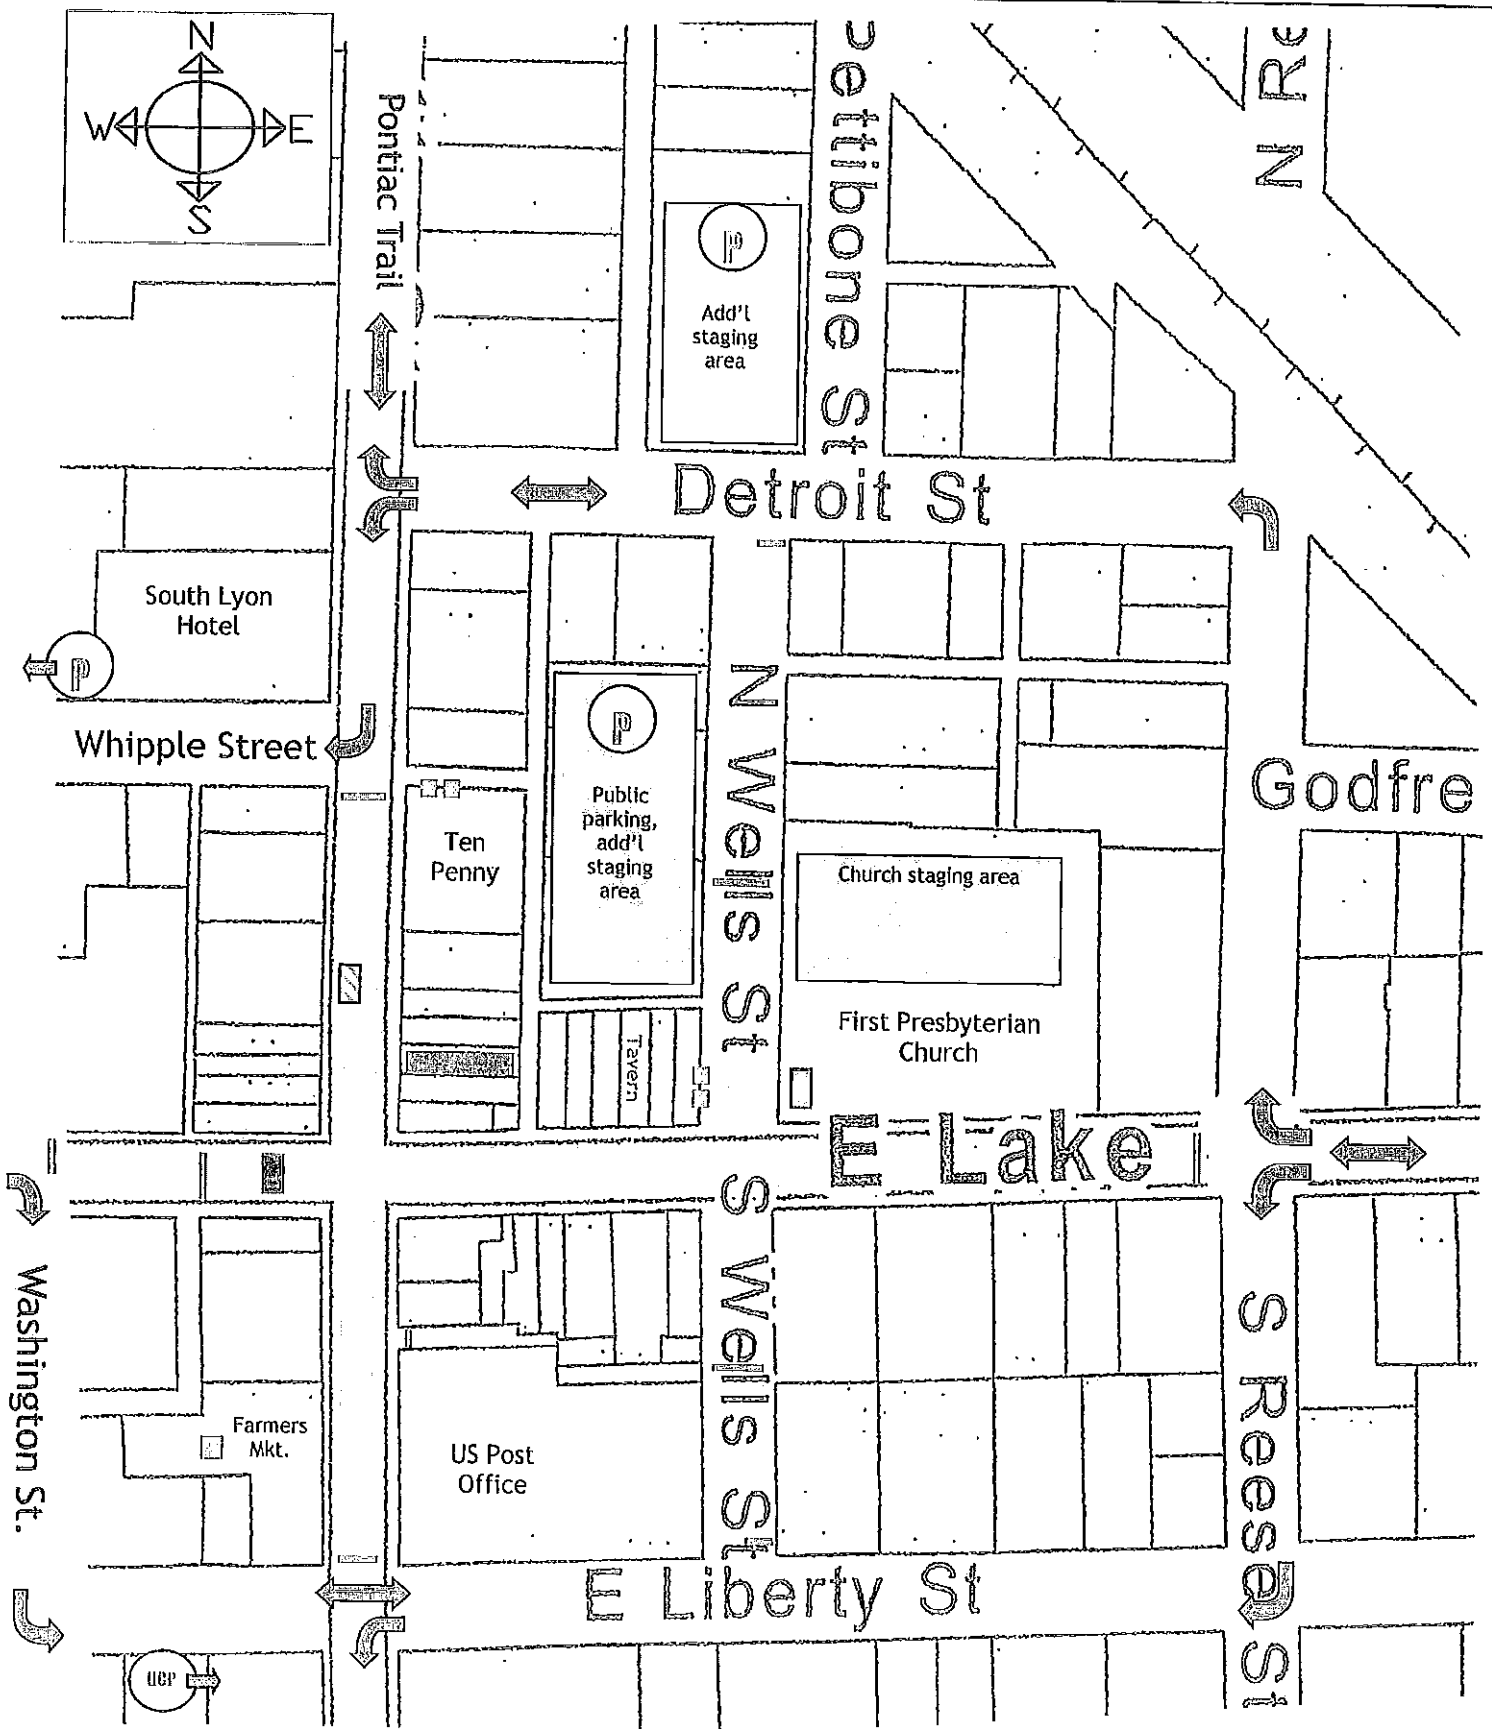 N
W E
S
Pontiac Trail
ettibone St
N Re
P
Add'l
staging
area
Detroit St
South Lyon
Hotel
P
Whipple Street
P
Public
parking,
add'l
staging
area
Ten
Penny
N Wells St
Godfre
Church staging area
First Presbyterian
Church
Tavern
E Lake
S Wells St
S Reese St
Washington St.
Farmers
Mkt.
US Post
Office
E Liberty St